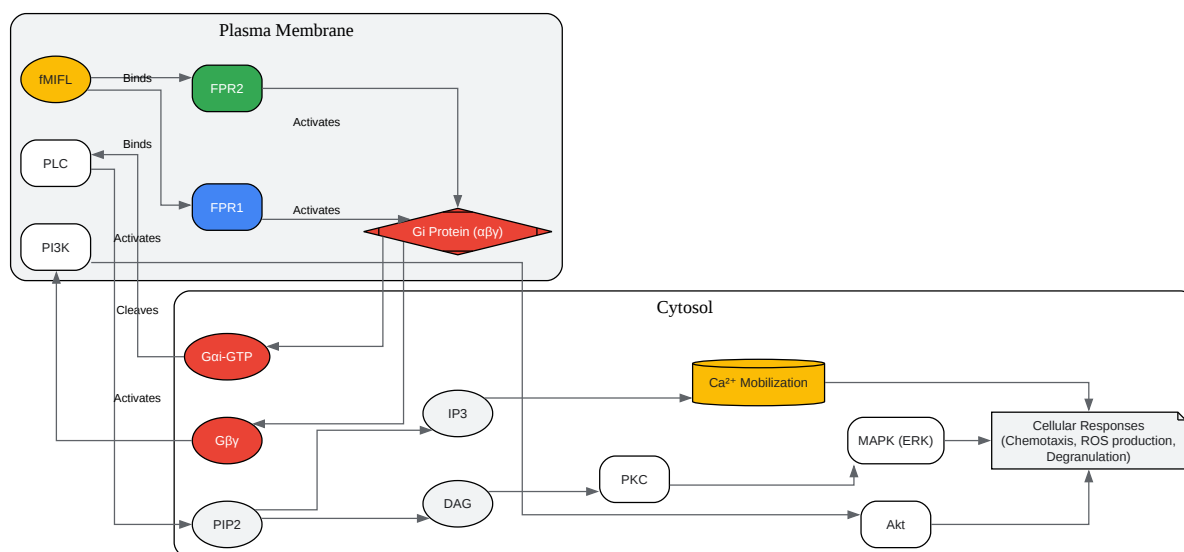 Plasma Membrane
fMIFL
Binds
FPR2
Activates
PLC
Binds
FPR1
Activates
Gi Protein (αβγ)
PI3K
Activates
Cleaves
Cytosol
Gαi-GTP
Activates
Gβγ
PIP2
IP3
DAG
PKC
Ca²⁺ Mobilization
MAPK (ERK)
Akt
Cellular Responses
(Chemotaxis, ROS production,
Degranulation)